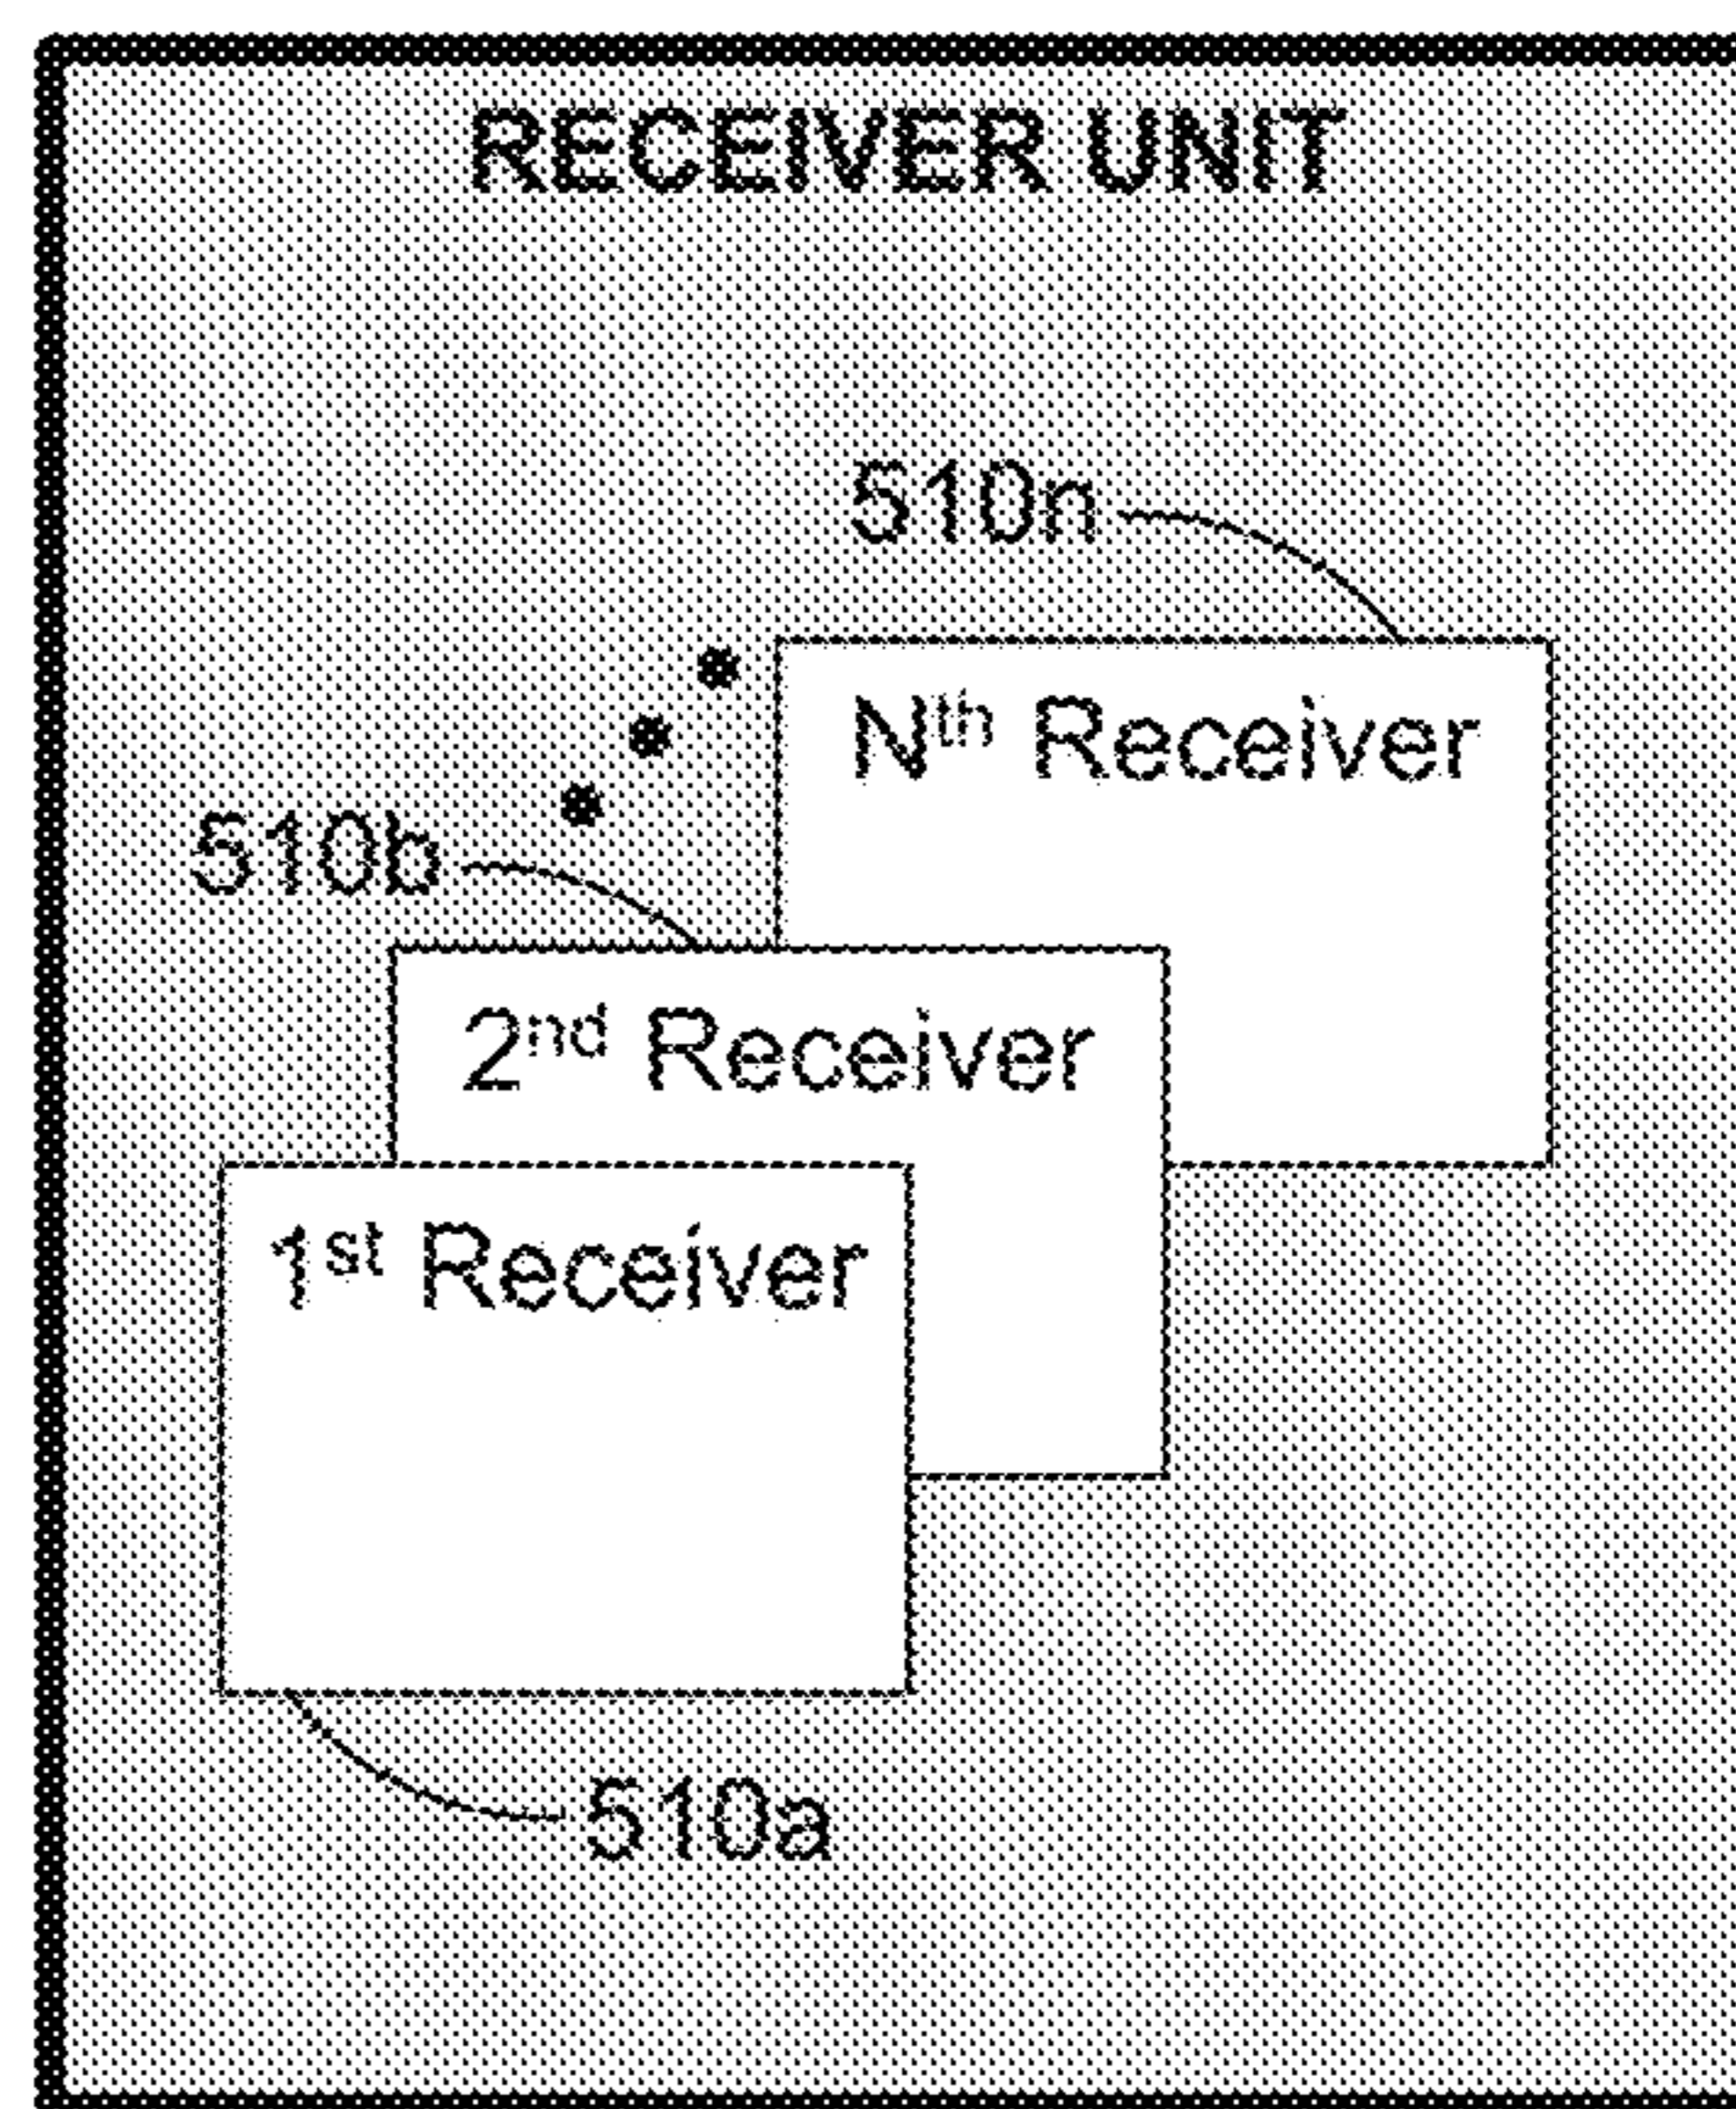 RECEIVER UNIT
510n
Nth Receiver
510b
2nd Receiver
1st Receiver
510a